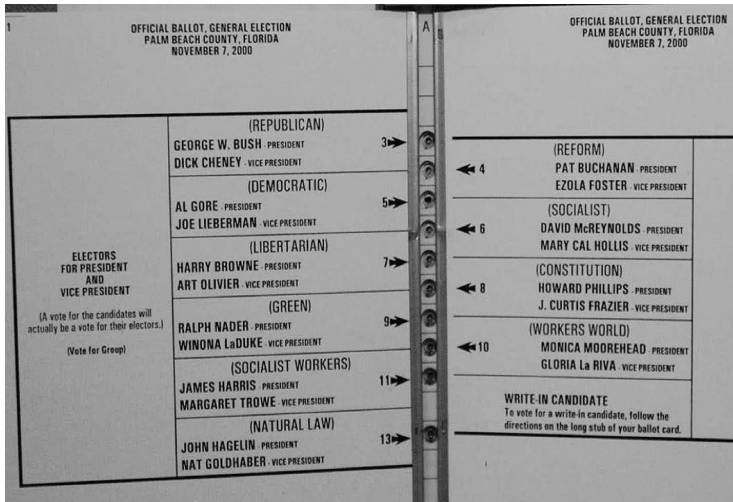 1
OFFICIAL BALLOT, GENERAL ELECTION
PALM BEACH COUNTY, FLORIDA
NOVEMBER 7, 2000
ELECTORS
FOR PRESIDENT
AND
VICE PRESIDENT
(A vote for the candidates will
actually be a vote for their electors.)
(Vote for Group)
(REPUBLICAN)
GEORGE W. BUSH - PRESIDENT
DICK CHENEY - VICE PRESIDENT
3
(DEMOCRATIC)
AL GORE - PRESIDENT
JOE LIEBERMAN - VICE PRESIDENT
5
(LIBERTARIAN)
HARRY BROWNE - PRESIDENT
ART OLIVIER - VICE PRESIDENT
7
(GREEN)
RALPH NADER - PRESIDENT
WINONA LaDUKE - VICE PRESIDENT
9
(SOCIALIST WORKERS)
JAMES HARRIS - PRESIDENT
MARGARET TROWE - VICE PRESIDENT
11
(NATURAL LAW)
JOHN HAGELIN - PRESIDENT
NAT GOLDHABER - VICE PRESIDENT
13
A
OFFICIAL BALLOT, GENERAL ELECTION
PALM BEACH COUNTY, FLORIDA
NOVEMBER 7, 2000
(REFORM)
4 PAT BUCHANAN - PRESIDENT
EZOLA FOSTER - VICE PRESIDENT
(SOCIALIST)
6 DAVID McREYNOLDS - PRESIDENT
MARY CAL HOLLIS - VICE PRESIDENT
(CONSTITUTION)
8 HOWARD PHILLIPS - PRESIDENT
J. CURTIS FRAZIER - VICE PRESIDENT
(WORKERS WORLD)
10 MONICA MOOREHEAD - PRESIDENT
GLORIA La RIVA - VICE PRESIDENT
WRITE-IN CANDIDATE
To vote for a write-in candidate, follow the
directions on the long stub of your ballot card.